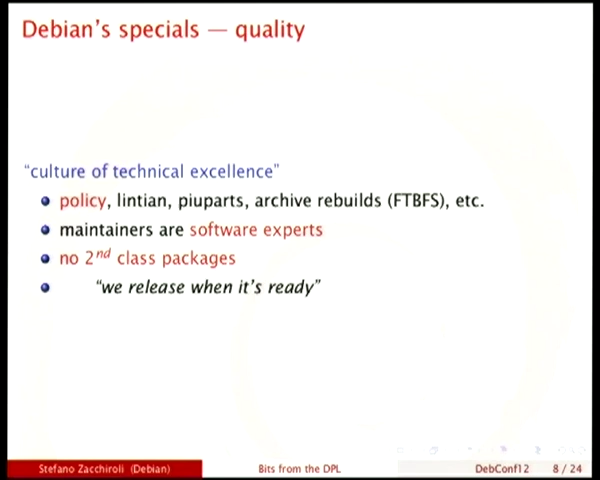 Debian's specials — quality
“culture of technical excellence”
policy, lintian, piuparts, archive rebuilds (FTBFS), etc.
maintainers are software experts
no 2nd class packages
“we release when it's ready”
Stefano Zacchiroli (Debian) Bits from the DPL DebConf12 8 / 24